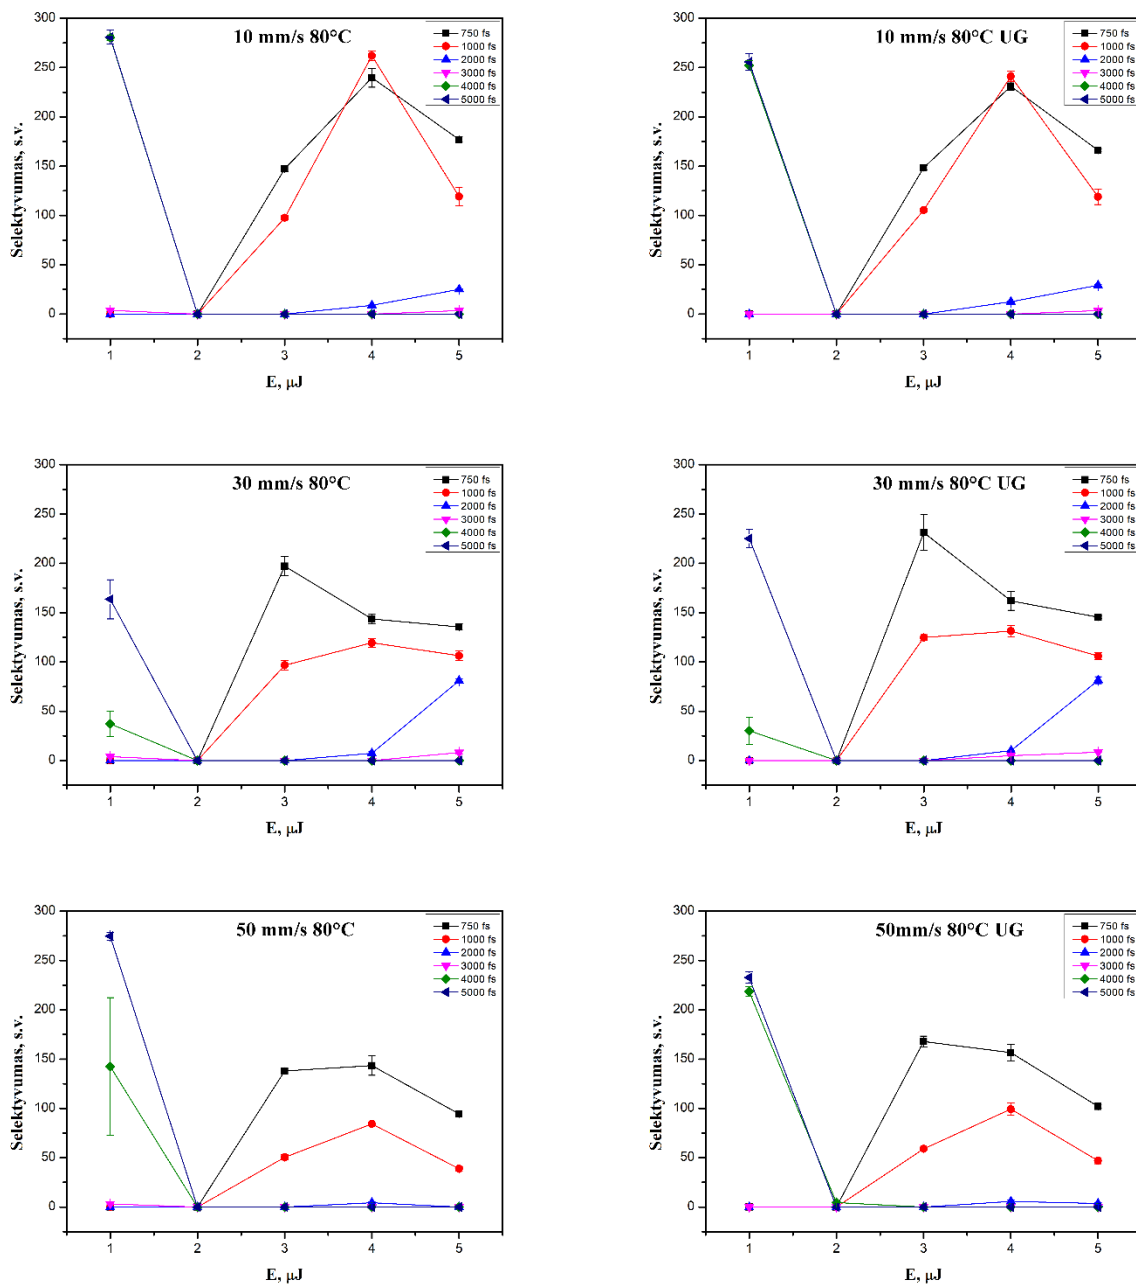 10 mm/s 80°C
750 fs
1000 fs
2000 fs
3000 fs
4000 fs
5000 fs
Selektyvumas, s.v.
300
250
200
150
100
50
0
1 2 3 4 5
E, µJ
10 mm/s 80°C UG
750 fs
1000 fs
2000 fs
3000 fs
4000 fs
5000 fs
Selektyvumas, s.v.
300
250
200
150
100
50
0
1 2 3 4 5
E, µJ
30 mm/s 80°C
750 fs
1000 fs
2000 fs
3000 fs
4000 fs
5000 fs
Selektyvumas, s.v.
300
250
200
150
100
50
0
1 2 3 4 5
E, µJ
30 mm/s 80°C UG
750 fs
1000 fs
2000 fs
3000 fs
4000 fs
5000 fs
Selektyvumas, s.v.
300
250
200
150
100
50
0
1 2 3 4 5
E, µJ
50 mm/s 80°C
750 fs
1000 fs
2000 fs
3000 fs
4000 fs
5000 fs
Selektyvumas, s.v.
300
250
200
150
100
50
0
1 2 3 4 5
E, µJ
50mm/s 80°C UG
750 fs
1000 fs
2000 fs
3000 fs
4000 fs
5000 fs
Selektyvumas, s.v.
300
250
200
150
100
50
0
1 2 3 4 5
E, µJ